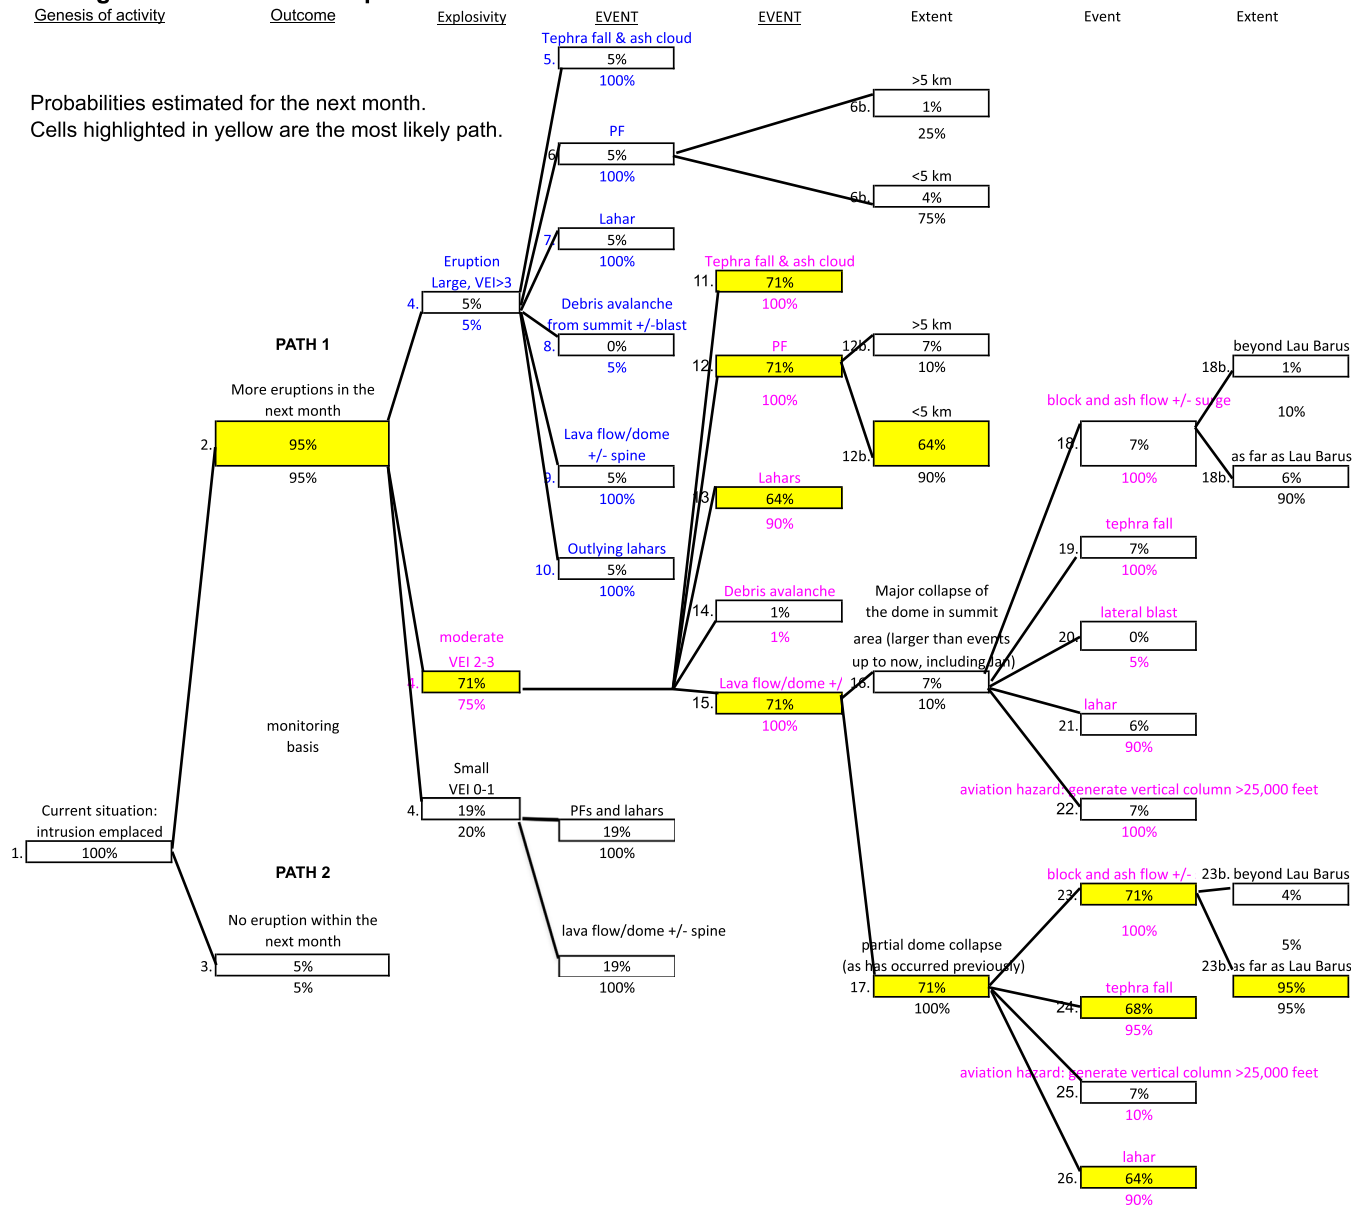 Genesis of activity
Outcome
Explosivity
EVENT
EVENT
Extent
Event
Extent
Probabilities estimated for the next month.
Cells highlighted in yellow are the most likely path.
Current situation:
intrusion emplaced
1.
100%
PATH 1
More eruptions in the
next month
2.
95%
95%
monitoring
basis
PATH 2
No eruption within the
next month
3.
5%
5%
Eruption
Large, VEI>3
4.
5%
5%
moderate
VEI 2-3
4.
71%
75%
Small
VEI 0-1
4.
19%
20%
Tephra fall & ash cloud
5.
5%
100%
PF
6
5%
100%
Lahar
7.
5%
100%
Debris avalanche
from summit +/-blast
8.
0%
5%
Lava flow/dome
+/- spine
9.
5%
100%
Outlying lahars
10.
5%
100%
PFs and lahars
19%
100%
lava flow/dome +/- spine
19%
100%
>5 km
6b.
1%
25%
<5 km
6b.
4%
75%
Tephra fall & ash cloud
11.
71%
100%
PF
12.
71%
100%
Lahars
13
64%
90%
Debris avalanche
14.
1%
1%
Lava flow/dome +/
15.
71%
100%
>5 km
12b.
7%
10%
<5 km
12b.
64%
90%
Major collapse of
the dome in summit
area (larger than events
up to now, including Jan)
16.
7%
10%
partial dome collapse
(as has occurred previously)
17.
71%
100%
block and ash flow +/- surge
18.
7%
100%
tephra fall
19.
7%
100%
lateral blast
20.
0%
5%
lahar
21.
6%
90%
aviation hazard: generate vertical column >25,000 feet
22.
7%
100%
beyond Lau Barus
18b.
1%
10%
as far as Lau Barus
18b.
6%
90%
block and ash flow +/-
23.
71%
100%
23b. beyond Lau Barus
4%
5%
23b. as far as Lau Barus
95%
95%
tephra fall
24.
68%
95%
aviation hazard: generate vertical column >25,000 feet
25.
7%
10%
lahar
26.
64%
90%